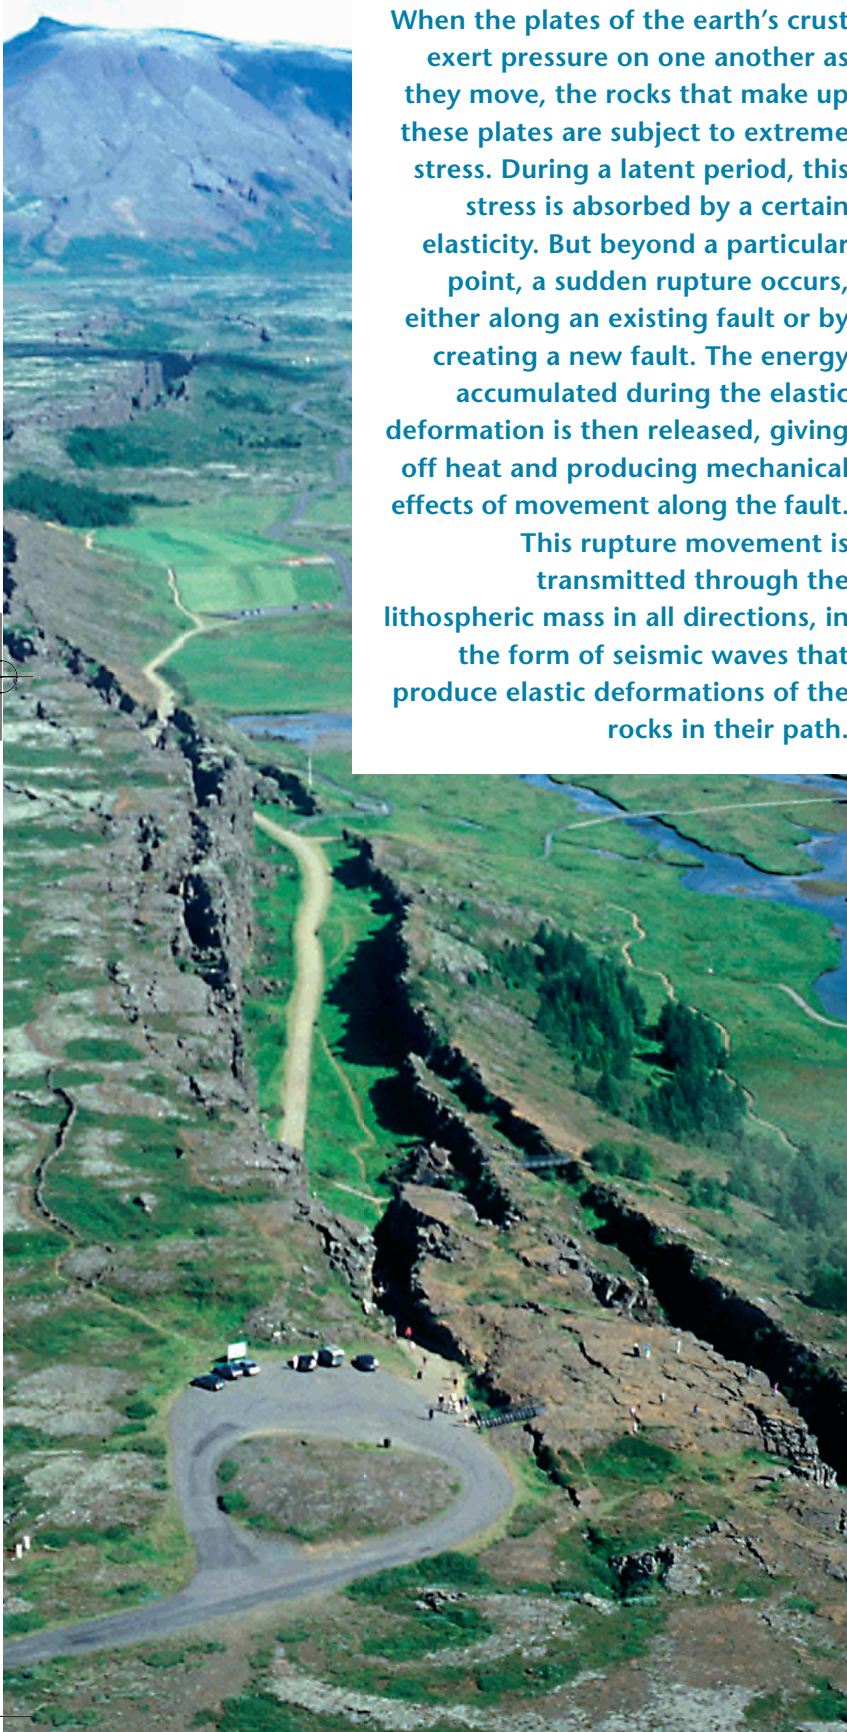 When the plates of the earth’s crust
exert pressure on one another as
they move, the rocks that make up
these plates are subject to extreme
stress. During a latent period, this
stress is absorbed by a certain
elasticity. But beyond a particular
point, a sudden rupture occurs,
either along an existing fault or by
creating a new fault. The energy
accumulated during the elastic
deformation is then released, giving
off heat and producing mechanical
effects of movement along the fault.
This rupture movement is
transmitted through the
lithospheric mass in all directions, in
the form of seismic waves that
produce elastic deformations of the
rocks in their path.